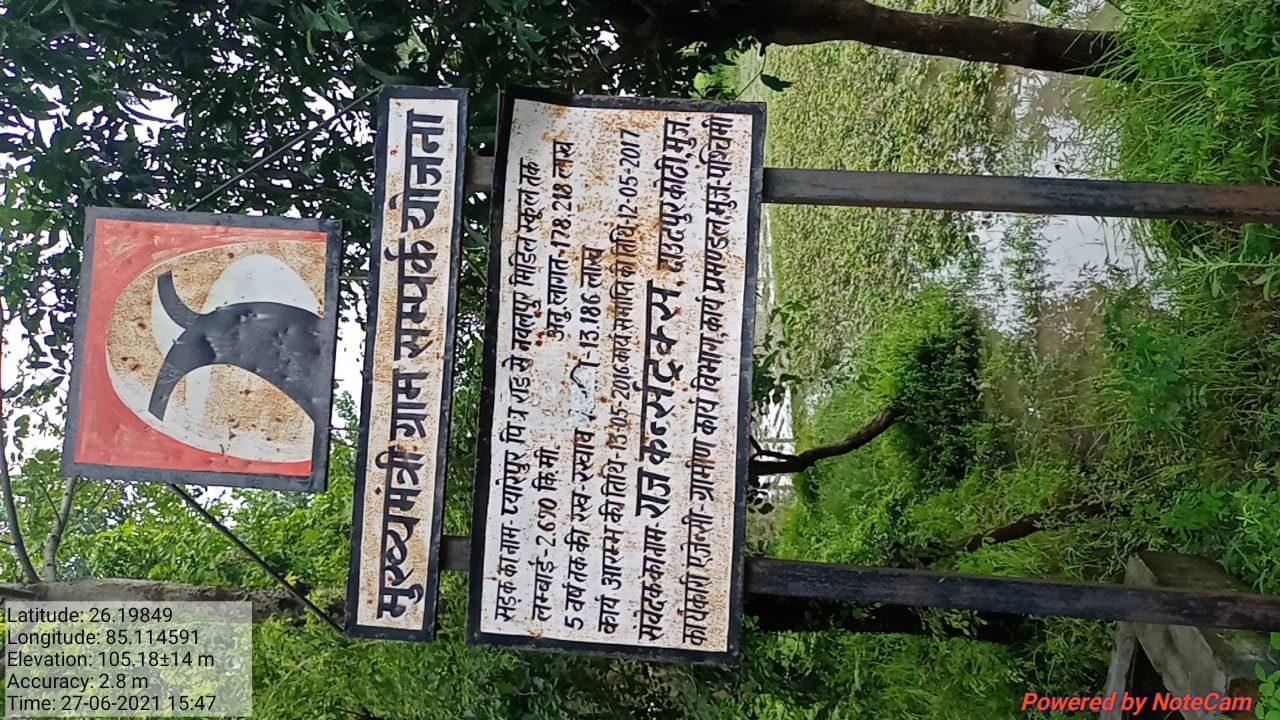 मुख्यमंत्री ग्राम सम्पर्क योजना
सड़क का नाम- प्यारेपुर पिच रोड से नवलपुर मिडिल स्कूल तक
लम्बाई-2.670 कि.मी. अनु. लागत-178.218 लाख
5 वर्ष तक की रख-रखाव -13.186 लाख
कार्य आरम्भ की तिथि-13-05-2016 कार्य समाप्ति की तिथि 12-05-2017
संवेदक का नाम राज कन्सट्रक्स, दाउदपुर कोठी, मुज.
कार्यकारी एजेन्सी-ग्रामीण कार्य विभाग, कार्य प्रमण्डल, मुज. पश्चिमी
Latitude: 26.19849
Longitude: 85.114591
Elevation: 105.18±14 m
Accuracy: 2.8 m
Time: 27-06-2021 15:47
Powered by NoteCam